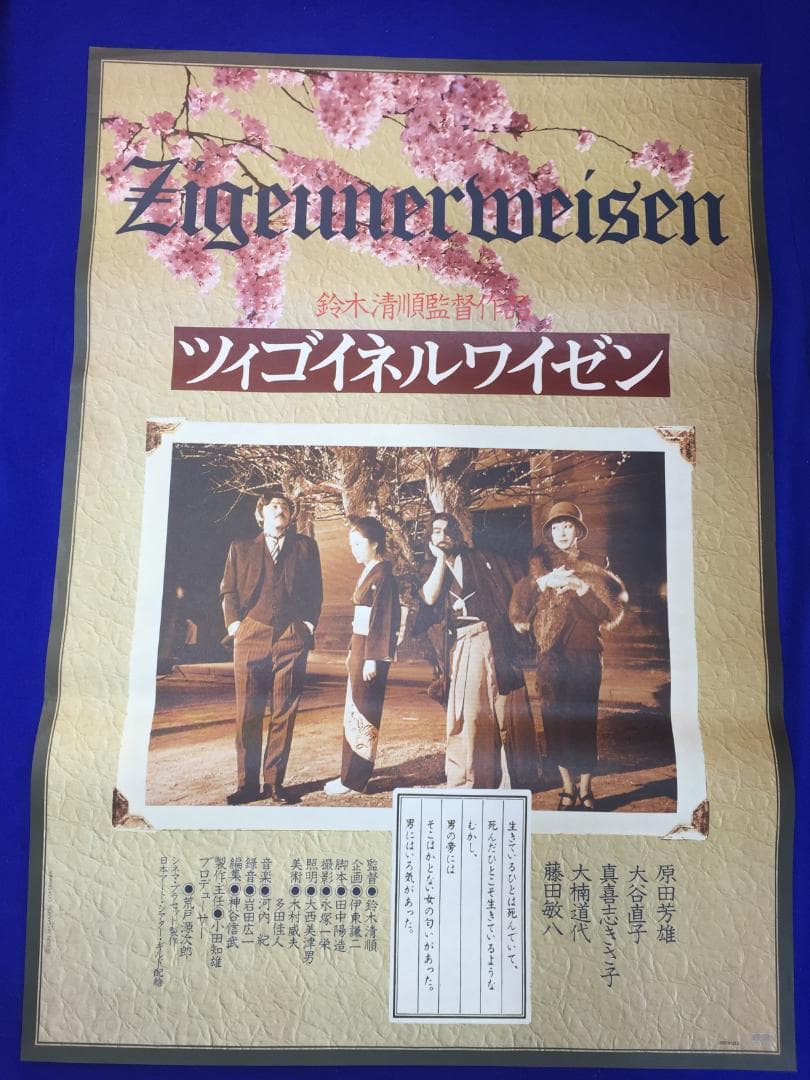 Zigeunerweisen
鈴木清順監督作品
ツィゴイネルワイゼン
原田芳雄
大谷直子
真喜志きさ子
大楠道代
藤田敏八
生きているひとは死んでいて、
死んだひとこそ生きているような
むかし、
男の旁には
そこはかとない女の匂いがあった。
男にはいろ気があった。
監督●鈴木清順
企画●伊東謙二
脚本●田中陽造
撮影●永塚一栄
照明●大西美津男
美術●木村威夫
多田佳人
音楽●河内 紀
録音●岩田広一
編集●神谷信武
製作主任●小田知雄
プロデューサー
●荒戸源次郎
シネマ・プラセット製作
日本アート・シアター・ギルド配給